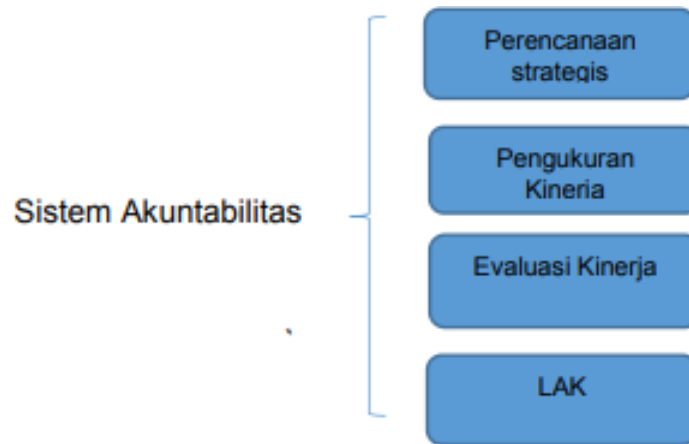 Perencanaan
strategis
Pengukuran
Kinerja
Sistem Akuntabilitas
Evaluasi Kinerja
LAK